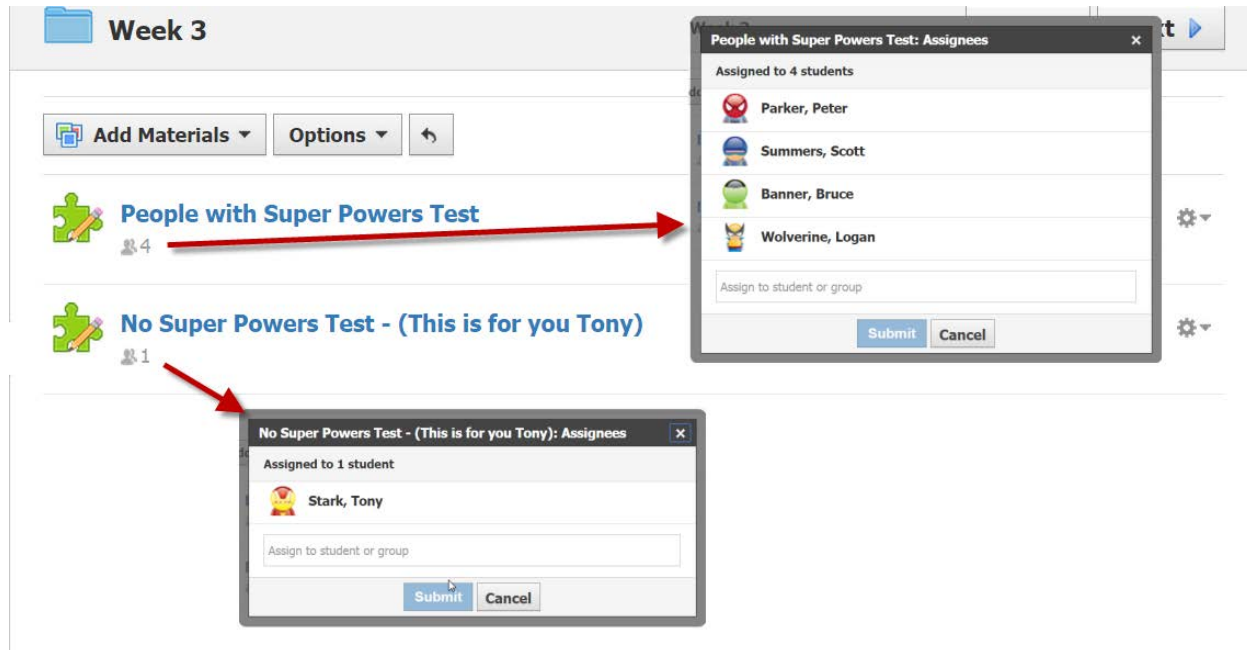 Week 3
Add Materials
Options
People with Super Powers Test
4
No Super Powers Test - (This is for you Tony)
1
People with Super Powers Test: Assignees
×
Assigned to 4 students
Parker, Peter
Summers, Scott
Banner, Bruce
Wolverine, Logan
Assign to student or group
Submit Cancel
No Super Powers Test - (This is for you Tony): Assignees
×
Assigned to 1 student
Stark, Tony
Assign to student or group
Submit Cancel